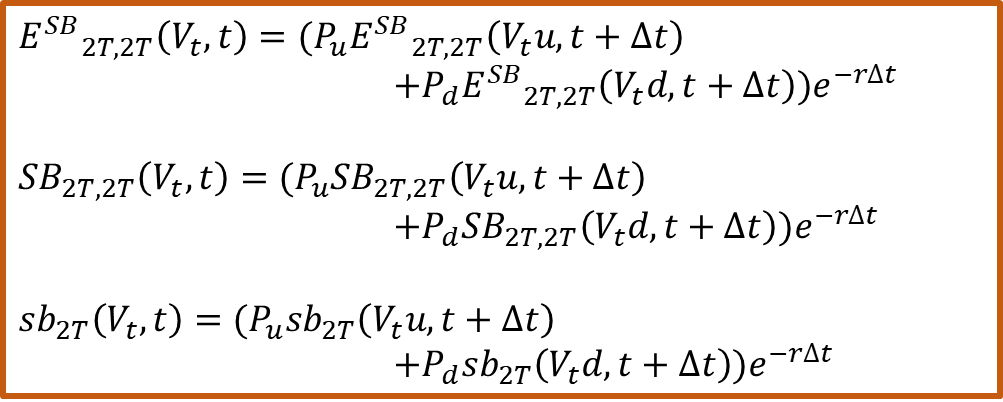 E^{SB}_{2T,2T}(V_t, t) = (P_u E^{SB}_{2T,2T}(V_t u, t + Δt)
+P_d E^{SB}_{2T,2T}(V_t d, t + Δt))e^{-rΔt}
SB_{2T,2T}(V_t, t) = (P_u SB_{2T,2T}(V_t u, t + Δt)
+P_d SB_{2T,2T}(V_t d, t + Δt))e^{-rΔt}
sb_{2T}(V_t, t) = (P_u sb_{2T}(V_t u, t + Δt)
+P_d sb_{2T}(V_t d, t + Δt))e^{-rΔt}